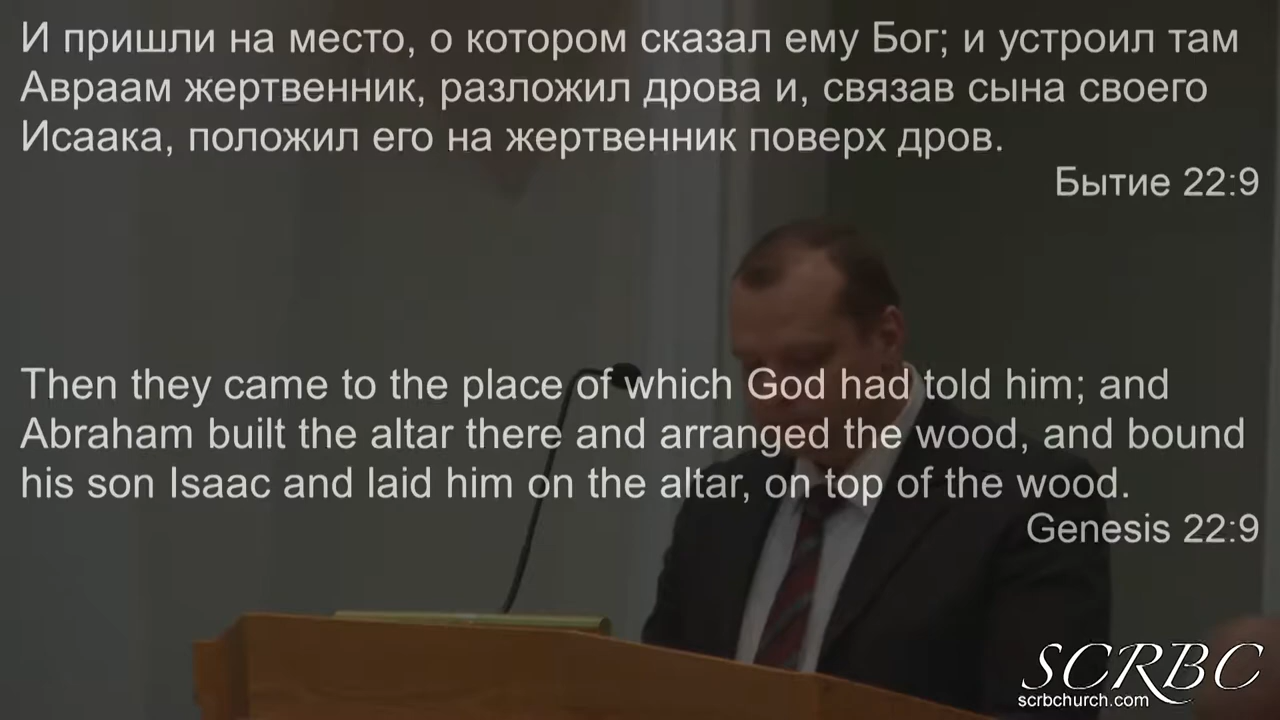 И пришли на место, о котором сказал ему Бог; и устроил там
Авраам жертвенник, разложил дрова и, связав сына своего
Исаака, положил его на жертвенник поверх дров.
Бытие 22:9
Then they came to the place of which God had told him; and
Abraham built the altar there and arranged the wood, and bound
his son Isaac and laid him on the altar, on top of the wood.
Genesis 22:9
SCRBC
scrbchurch.com